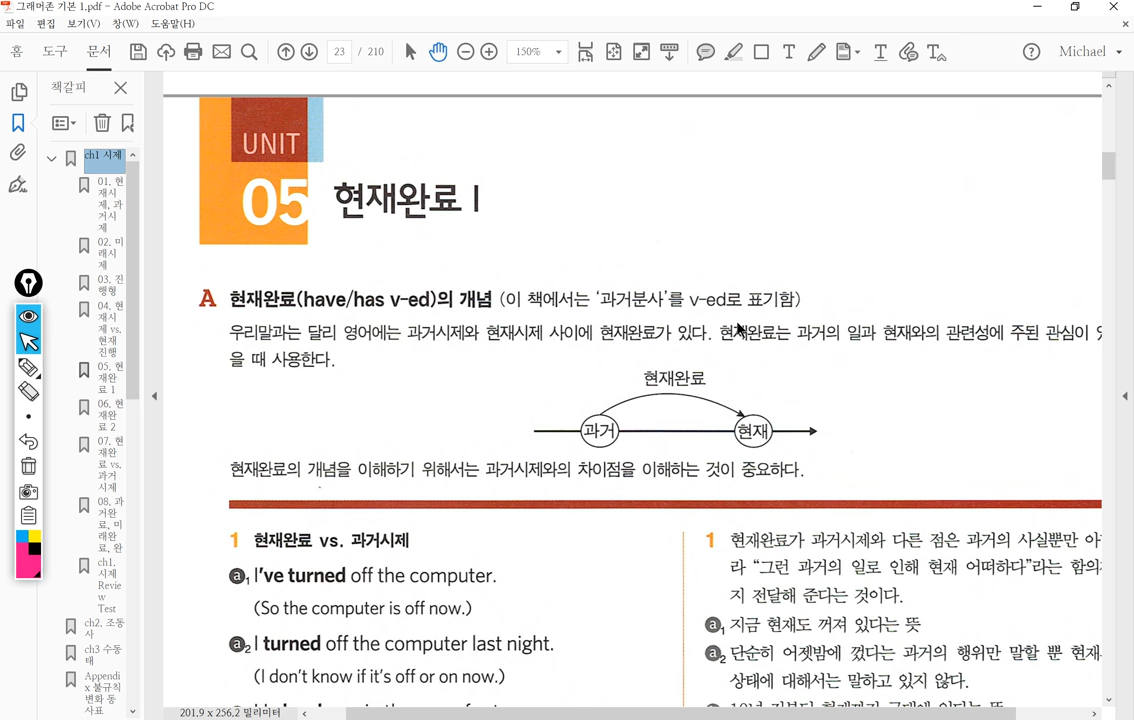 그래머존 기본 1.pdf - Adobe Acrobat Pro DC
파일 편집 보기(V) 창(W) 도움말(H)
홈 도구 문서 23 / 210 150% Michael
책갈피
ch1 시제
01. 현
재시
제, 과
거시
제
02. 미
래시
제
03. 진
행형
04. 현
재시
제 vs.
현재
진행
05. 현
재완
료 1
06. 현
재완
료 2
07. 현
재완
료 vs.
과거
시제
08. 과
거완
료, 미
래완
료, 완
ch1.
시제
Revie
w
Test
ch2. 조동
사
ch3 수동
태
Appendi
x 불규칙
변화 동
사표
UNIT
05 현재완료 I
A 현재완료(have/has v-ed)의 개념 (이 책에서는 ‘과거분사’를 v-ed로 표기함)
우리말과는 달리 영어에는 과거시제와 현재시제 사이에 현재완료가 있다. 현재완료는 과거의 일과 현재와의 관련성에 주된 관심이
을 때 사용한다.
현재완료
과거 현재
현재완료의 개념을 이해하기 위해서는 과거시제와의 차이점을 이해하는 것이 중요하다.
1 현재완료 vs. 과거시제
a1 I’ve turned off the computer.
(So the computer is off now.)
a2 I turned off the computer last night.
(I don’t know if it’s off or on now.)
1 현재완료가 과거시제와 다른 점은 과거의 사실뿐만 아
라 “그런 과거의 일로 인해 현재 어떠하다”라는 함의
지 전달해 준다는 것이다.
a1 지금 현재도 꺼져 있다는 뜻
a2 단순히 어젯밤에 껐다는 과거의 행위만 말할 뿐 현재
상태에 대해서는 말하고 있지 않다.
201.9 x 256.2 밀리미터